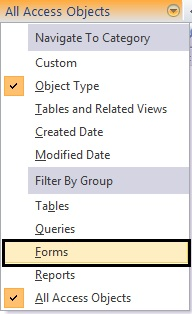 All Access Objects
Navigate To Category
Custom
Object Type
Tables and Related Views
Created Date
Modified Date
Filter By Group
Tables
Queries
Forms
Reports
All Access Objects